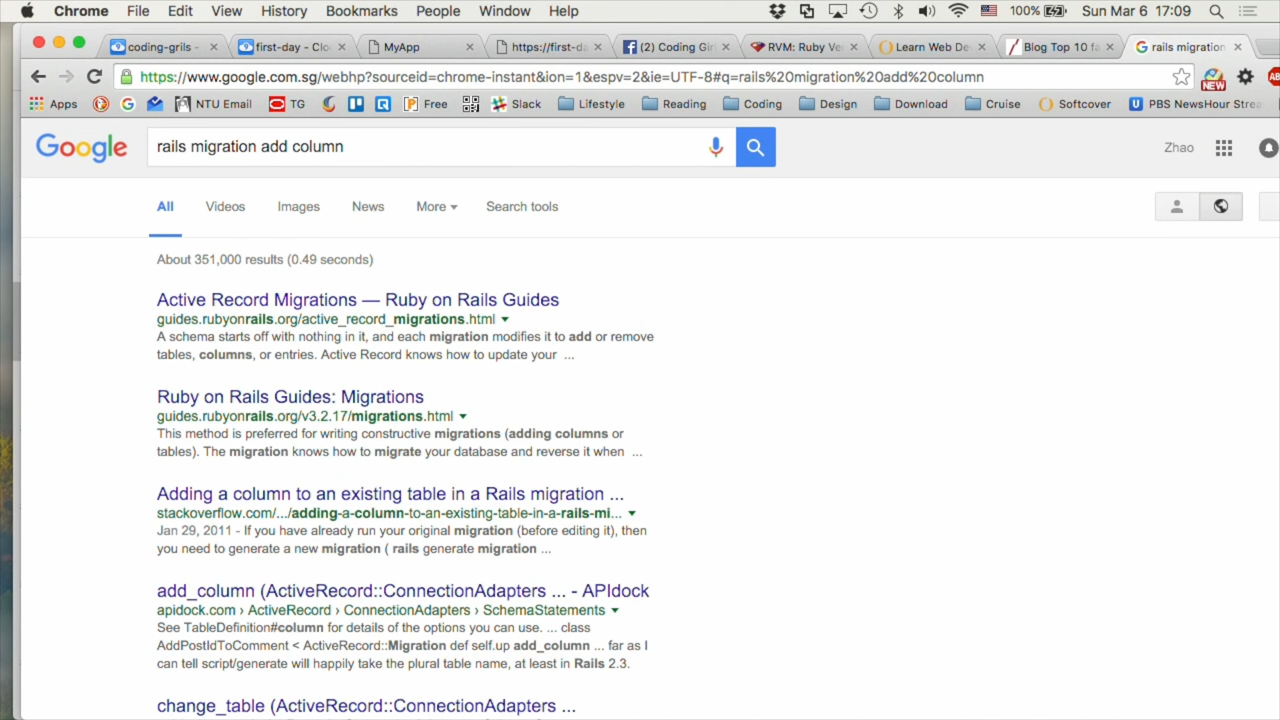 Chrome File Edit View History Bookmarks People Window Help 100% Sun Mar 6 17:09
coding-grils - first-day - Clo MyApp https://first-da (2) Coding Gir RVM: Ruby Ve Learn Web De Blog Top 10 fa rails migration
https://www.google.com.sg/webhp?sourceid=chrome-instant&ion=1&espv=2&ie=UTF-8#q=rails%20migration%20add%20column NEW AB
Apps NTU Email TG Free Slack Lifestyle Reading Coding Design Download Cruise Softcover PBS NewsHour Strea
Google rails migration add column Zhao
All Videos Images News More Search tools
About 351,000 results (0.49 seconds)
Active Record Migrations — Ruby on Rails Guides
guides.rubyonrails.org/active_record_migrations.html
A schema starts off with nothing in it, and each migration modifies it to add or remove
tables, columns, or entries. Active Record knows how to update your ...
Ruby on Rails Guides: Migrations
guides.rubyonrails.org/v3.2.17/migrations.html
This method is preferred for writing constructive migrations (adding columns or
tables). The migration knows how to migrate your database and reverse it when ...
Adding a column to an existing table in a Rails migration ...
stackoverflow.com/.../adding-a-column-to-an-existing-table-in-a-rails-mi...
Jan 29, 2011 - If you have already run your original migration (before editing it), then
you need to generate a new migration ( rails generate migration ...
add_column (ActiveRecord::ConnectionAdapters ... - APIdock
apidock.com › ActiveRecord › ConnectionAdapters › SchemaStatements
See TableDefinition#column for details of the options you can use. ... class
AddPostIdToComment < ActiveRecord::Migration def self.up add_column ... far as I
can tell script/generate will happily take the plural table name, at least in Rails 2.3.
change_table (ActiveRecord::ConnectionAdapters ...